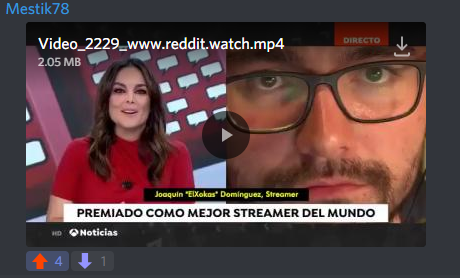 Mestik78
Video_2229_www.reddit.watch.mp4
2.05 MB
DIRECTO
Joaquín "ElXokas" Domínguez, Streamer
PREMIADO COMO MEJOR STREAMER DEL MUNDO
HD Noticias
4 1